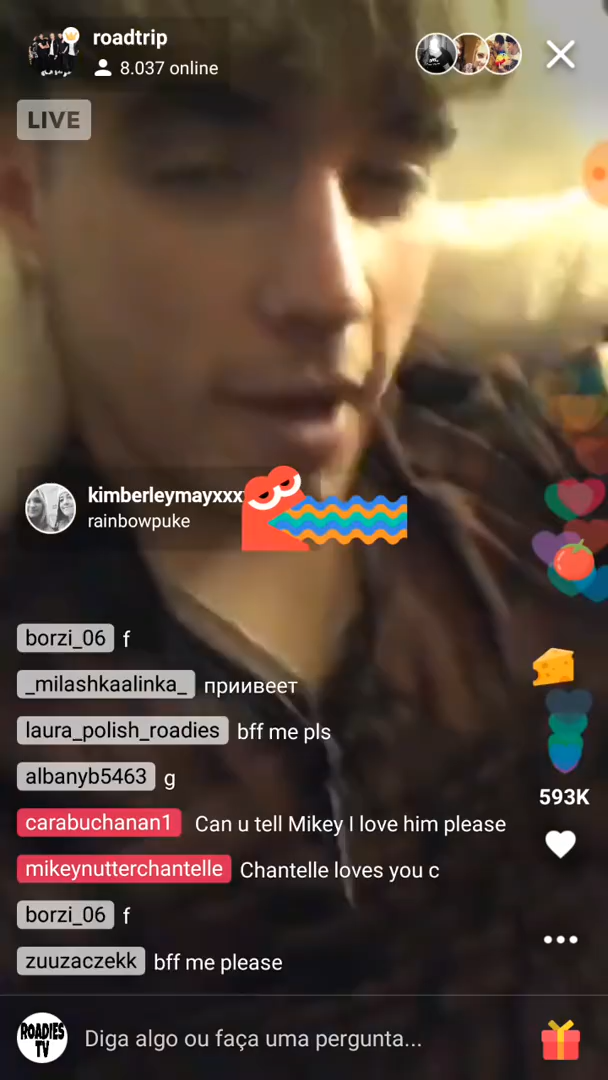 roadtrip
8.037 online
LIVE
kimberleymayxxx
rainbowpuke
borzi_06 f
_milashkaalinka_ приивеет
laura_polish_roadies bff me pls
albanyb5463 g
carabuchanan1 Can u tell Mikey I love him please
mikeynutterchantelle Chantelle loves you c
borzi_06 f
zuuzaczekk bff me please
593K
ROADIES
TV
Diga algo ou faça uma pergunta...